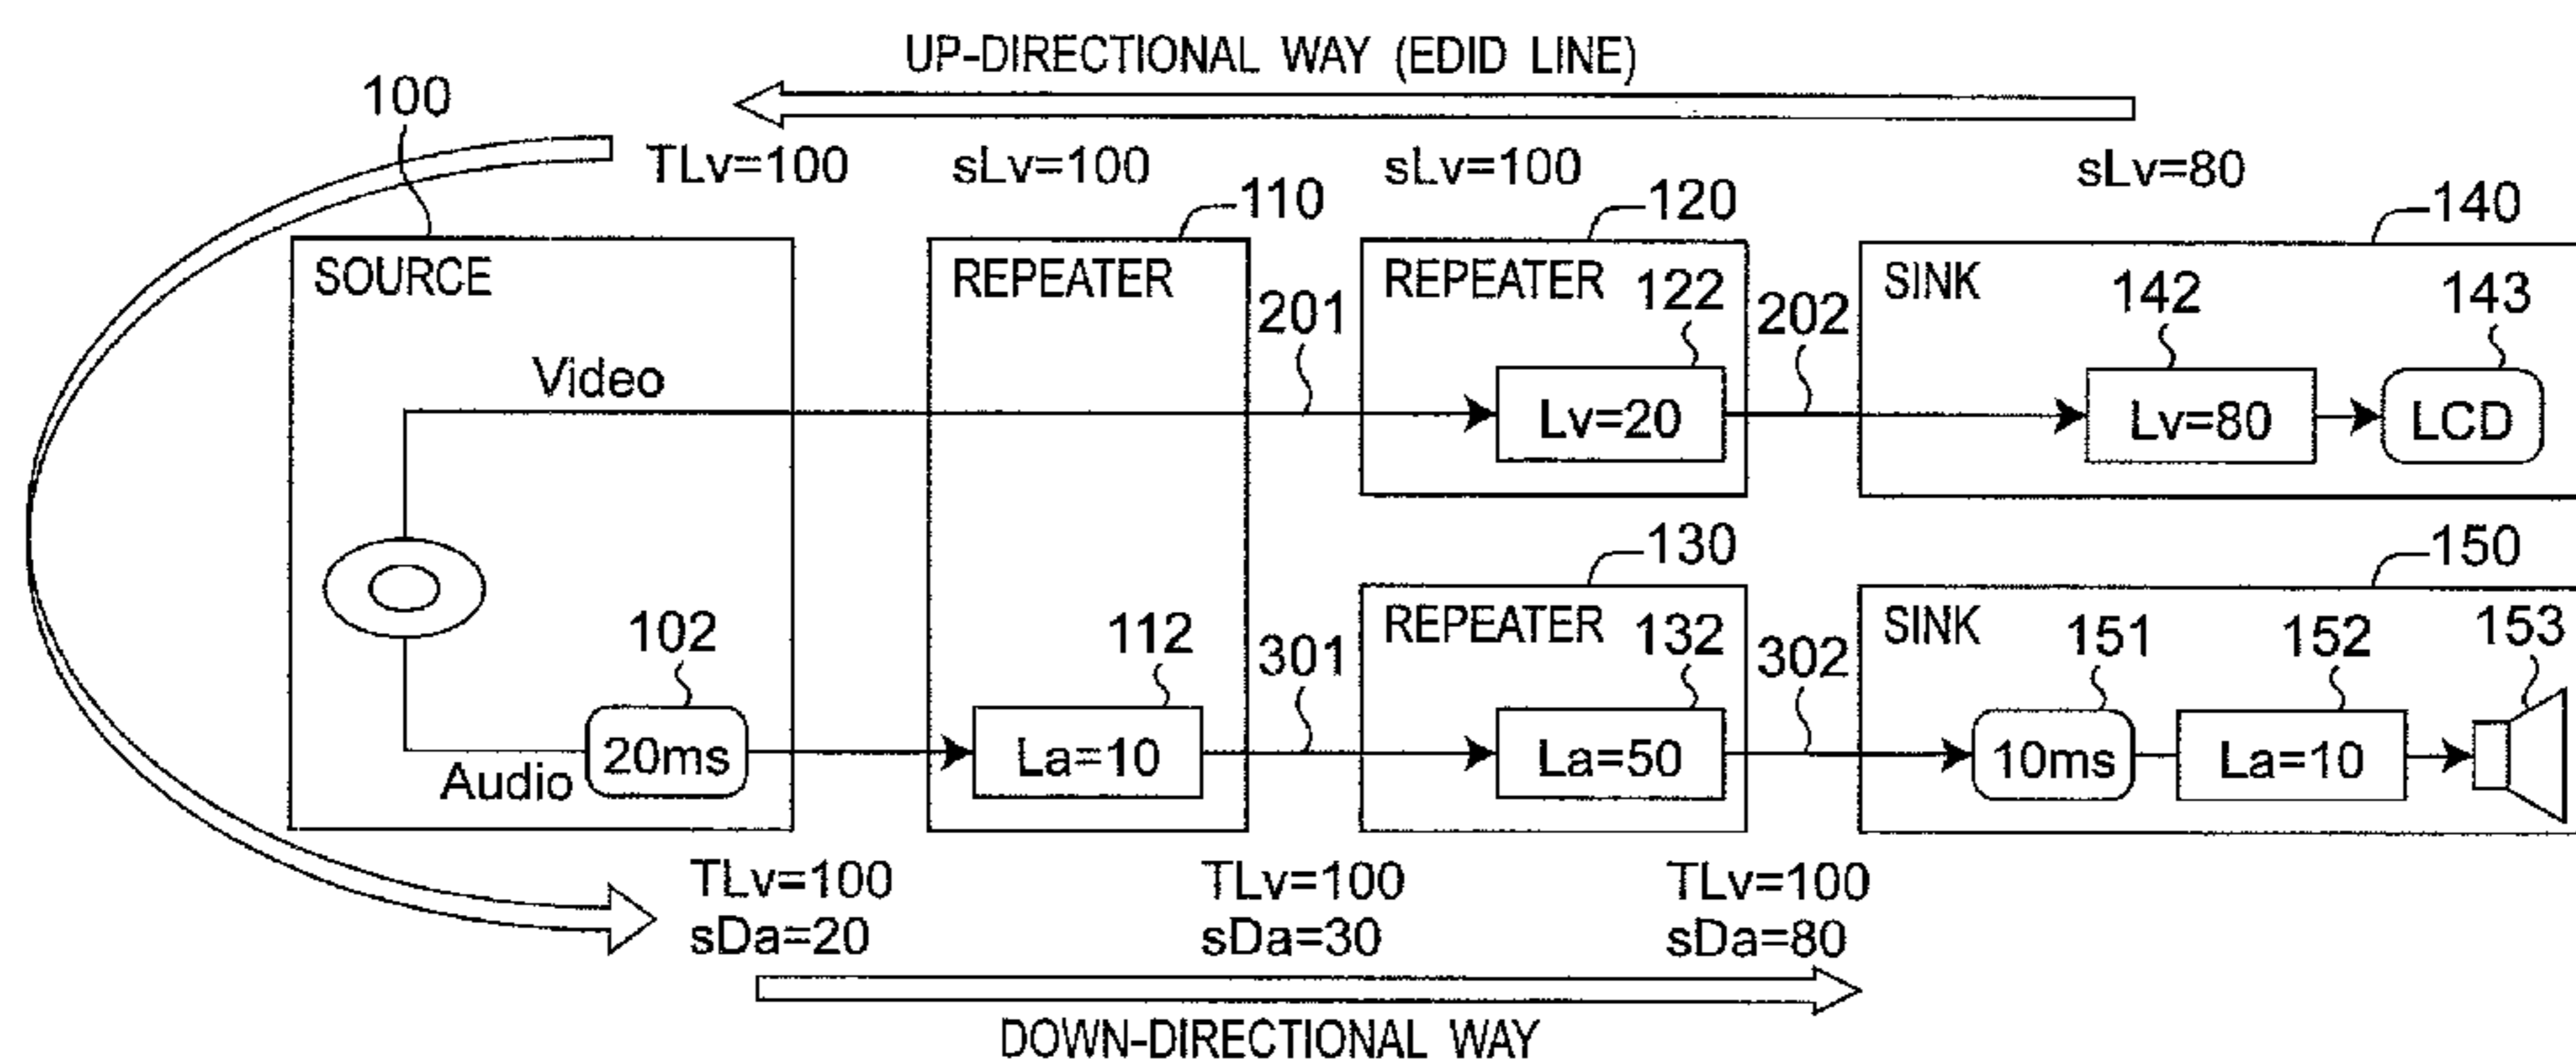 UP-DIRECTIONAL WAY (EDID LINE)
100
TLv=100
sLv=100
sLv=100
sLv=80
110
120
140
SOURCE
REPEATER
REPEATER
122
SINK
142
143
201
202
Video
Lv=20
Lv=80
LCD
130
150
102
112
REPEATER
132
SINK
151
152
153
301
302
Audio
20ms
La=10
La=50
10ms
La=10
TLv=100
sDa=20
TLv=100
sDa=30
TLv=100
sDa=80
DOWN-DIRECTIONAL WAY